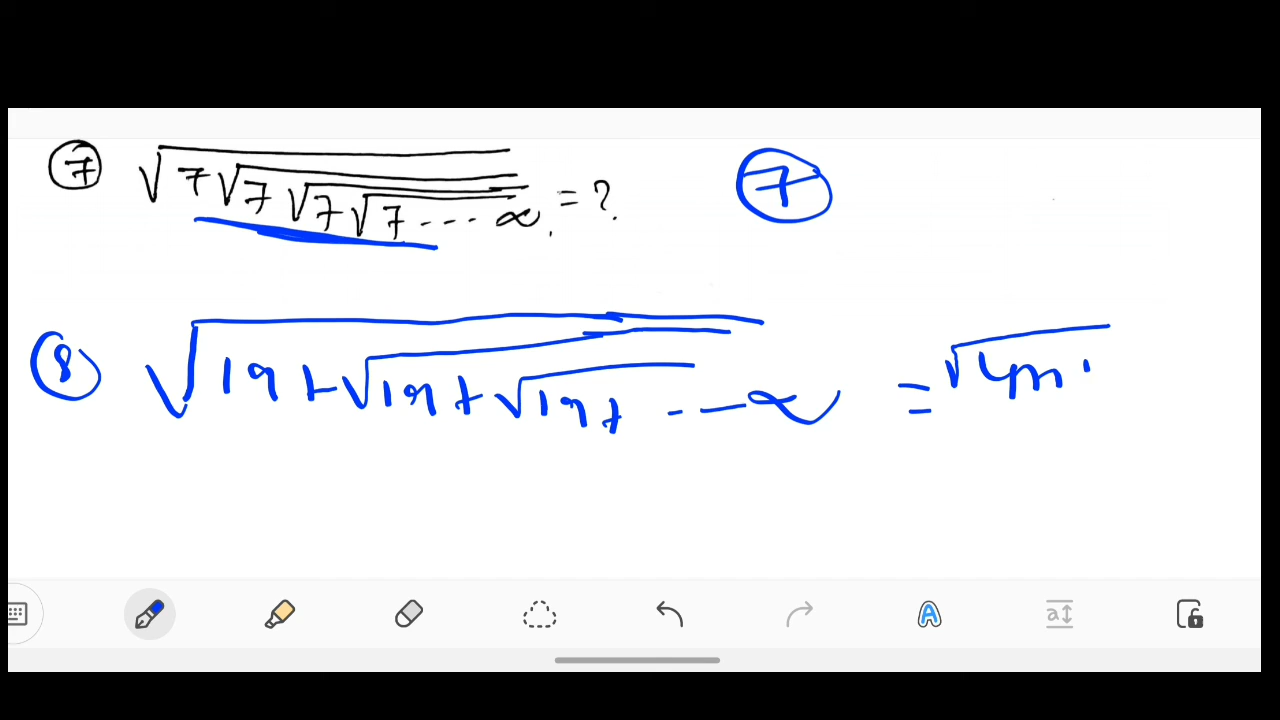 7 √7√7√7√7 ---- ∞ = ? 7
8 √19+√19+√19+ ---∞ = √4m